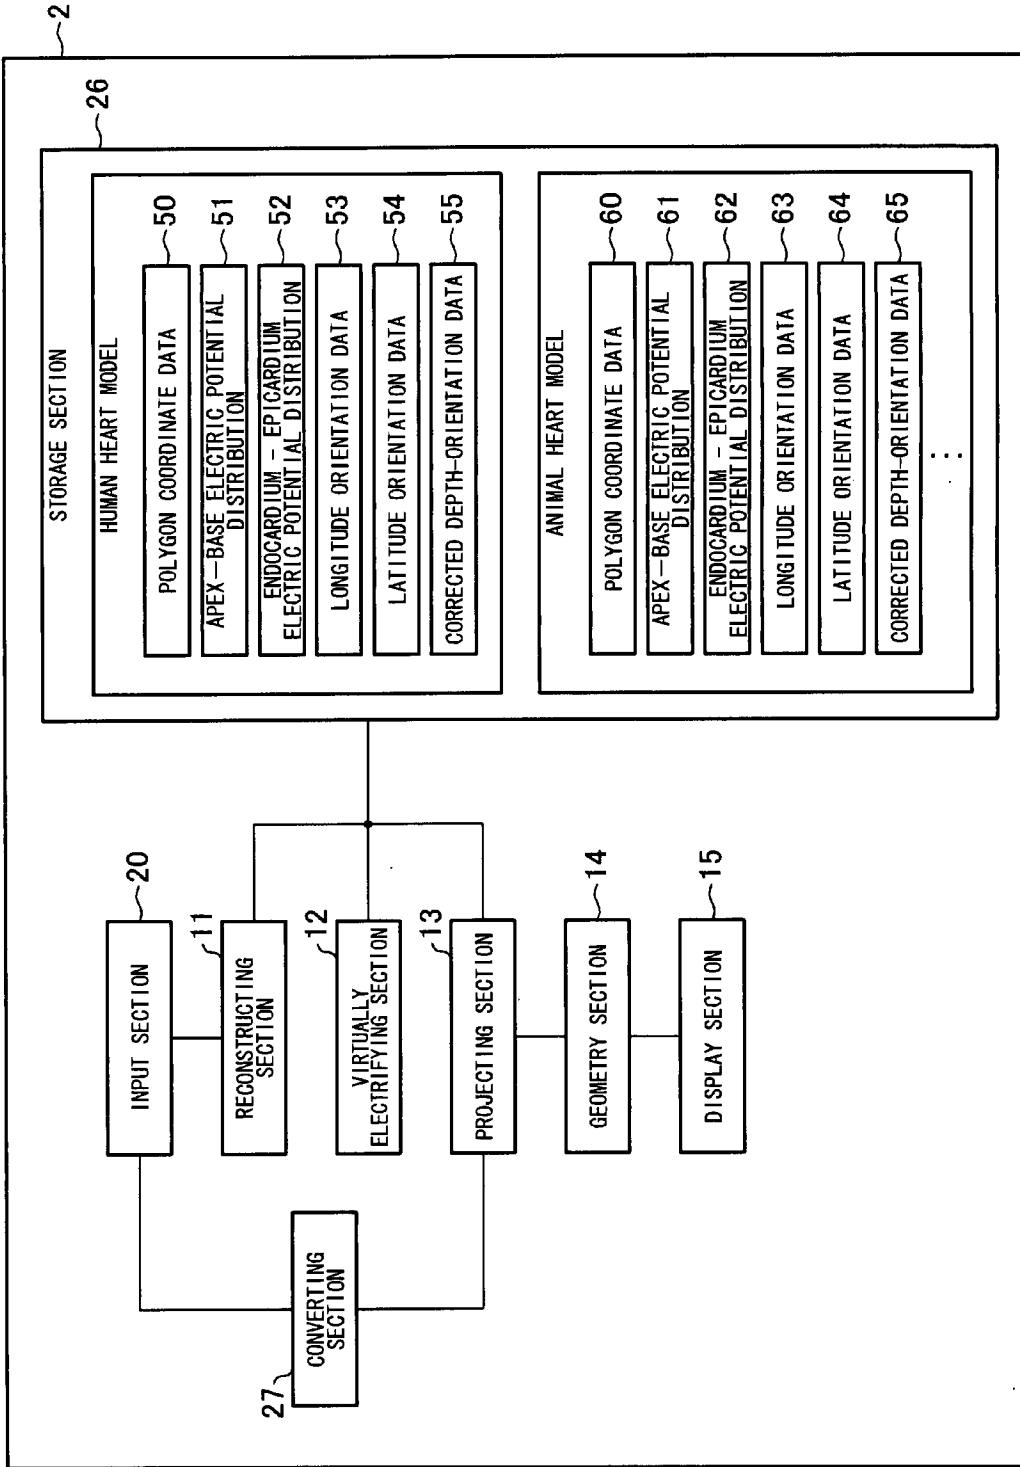 2
26
STORAGE SECTION
HUMAN HEART MODEL
POLYGON COORDINATE DATA
50
APEX-BASE ELECTRIC POTENTIAL
DISTRIBUTION
51
ENDOCARDIUM - EPICARDIUM
ELECTRIC POTENTIAL DISTRIBUTION
52
LONGITUDE ORIENTATION DATA
53
LATITUDE ORIENTATION DATA
54
CORRECTED DEPTH-ORIENTATION DATA
55
ANIMAL HEART MODEL
POLYGON COORDINATE DATA
60
APEX-BASE ELECTRIC POTENTIAL
DISTRIBUTION
61
ENDOCARDIUM - EPICARDIUM
ELECTRIC POTENTIAL DISTRIBUTION
62
LONGITUDE ORIENTATION DATA
63
LATITUDE ORIENTATION DATA
64
CORRECTED DEPTH-ORIENTATION DATA
65
...
INPUT SECTION
20
11
RECONSTRUCTING
SECTION
12
VIRTUALLY
ELECTRIFYING SECTION
13
PROJECTING SECTION
GEOMETRY SECTION
14
DISPLAY SECTION
15
27
CONVERTING
SECTION